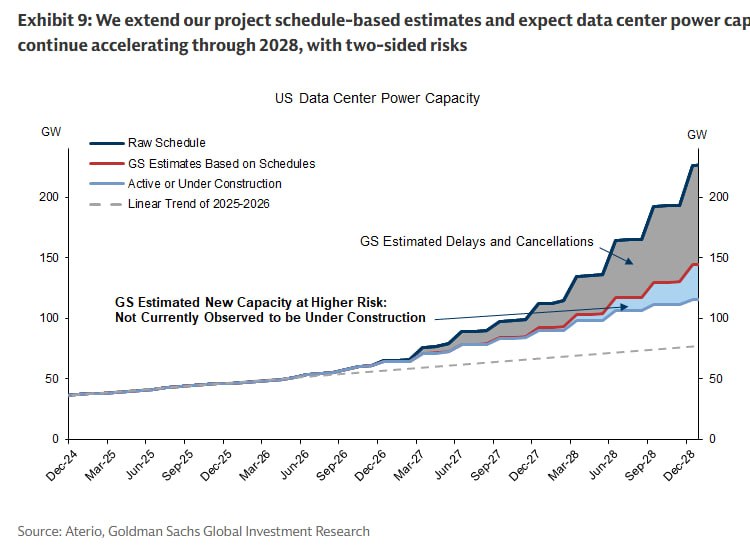 Exhibit 9: We extend our project schedule-based estimates and expect data center power cap
continue accelerating through 2028, with two-sided risks
US Data Center Power Capacity
GW
GW
Raw Schedule
GS Estimates Based on Schedules
Active or Under Construction
Linear Trend of 2025-2026
GS Estimated Delays and Cancellations
GS Estimated New Capacity at Higher Risk:
Not Currently Observed to be Under Construction
200
150
100
50
0
200
150
100
50
0
Dec-24
Mar-25
Jun-25
Sep-25
Dec-25
Mar-26
Jun-26
Sep-26
Dec-26
Mar-27
Jun-27
Sep-27
Dec-27
Mar-28
Jun-28
Sep-28
Dec-28
Source: Aterio, Goldman Sachs Global Investment Research